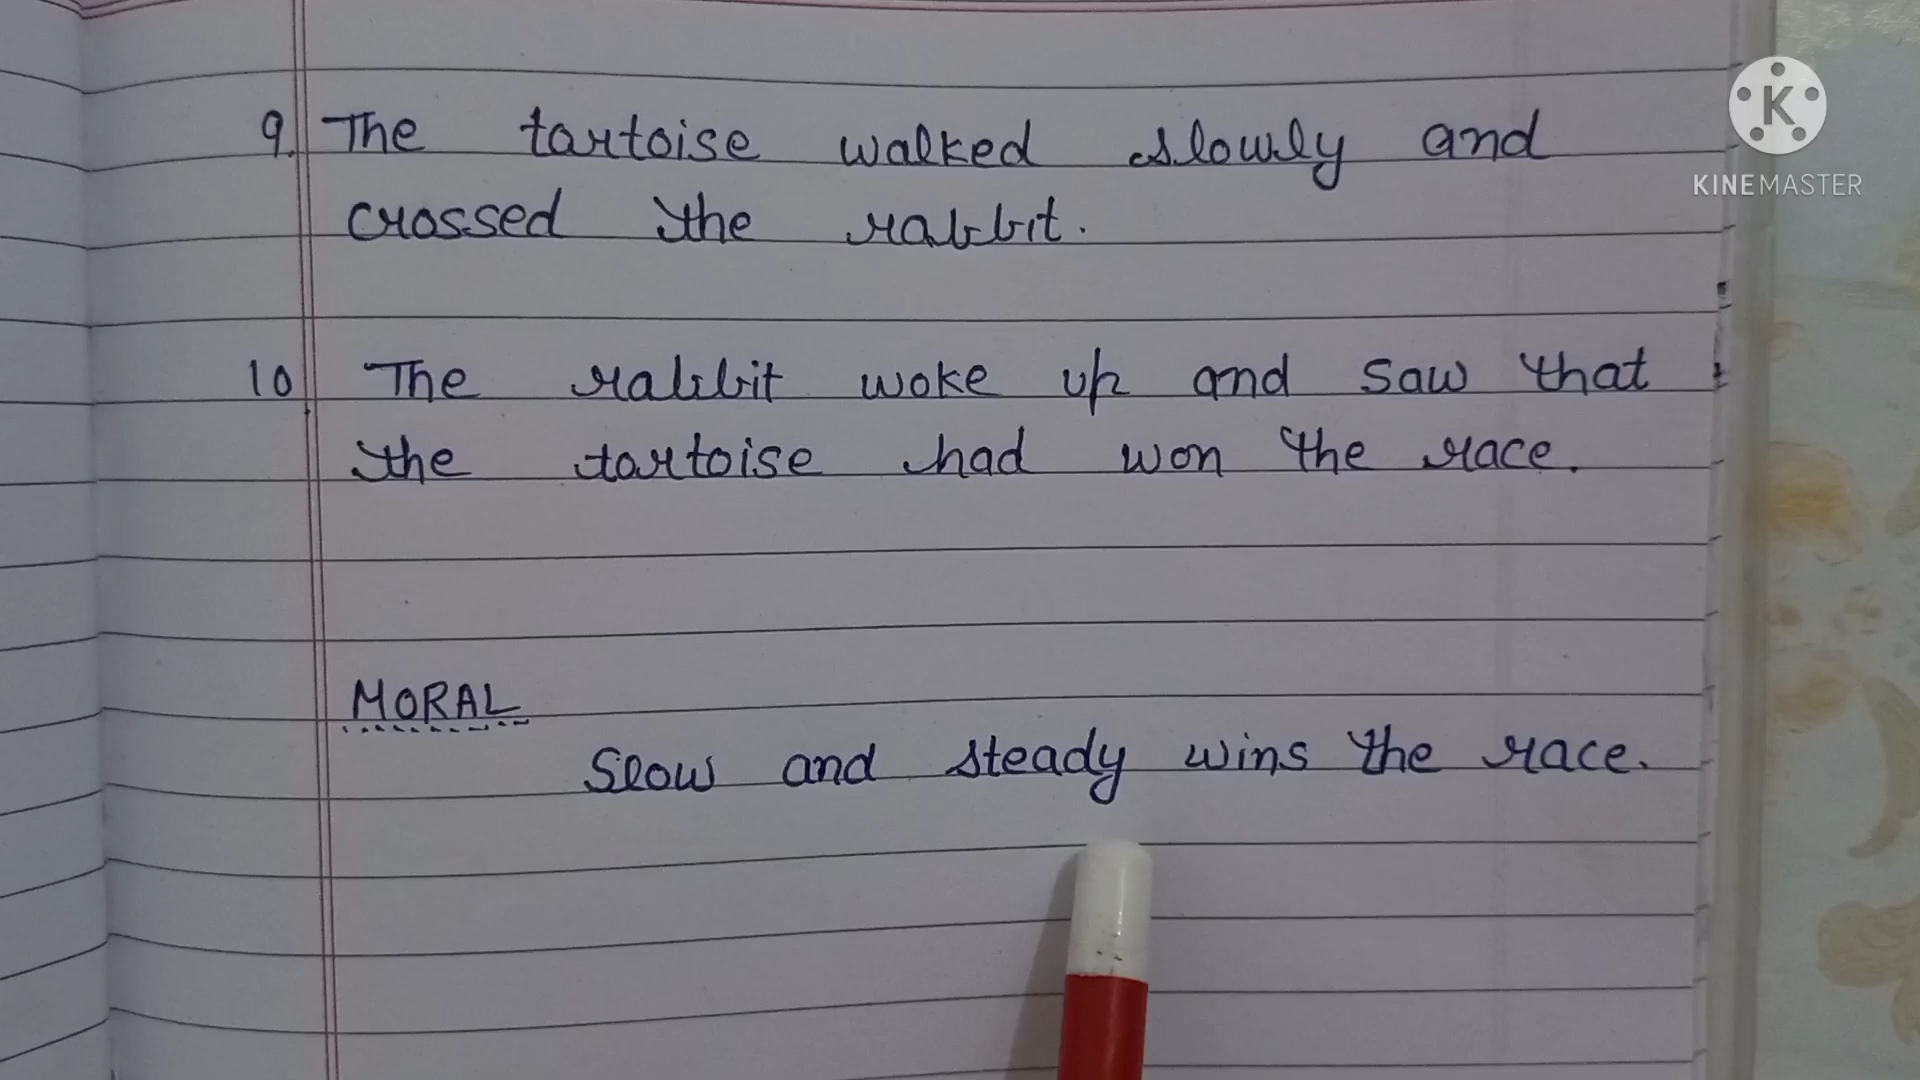 9. The tortoise walked slowly and
crossed the rabbit.
10. The rabbit woke up and saw that
the tortoise had won the race.
MORAL
Slow and steady wins the race.
K
KINEMASTER